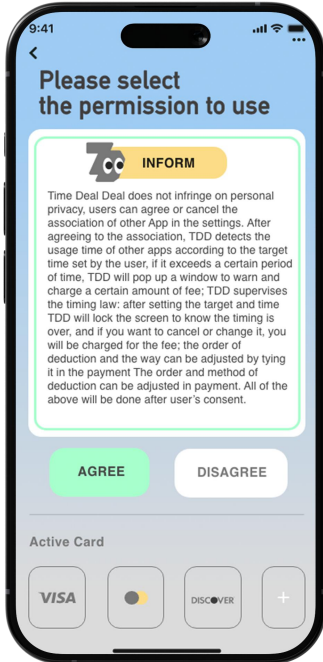 9:41
Please select
the permission to use
INFORM
Time Deal Deal does not infringe on personal
privacy, users can agree or cancel the
association of other App in the settings. After
agreeing to the association, TDD detects the
usage time of other apps according to the target
time set by the user, if it exceeds a certain period
of time, TDD will pop up a window to warn and
charge a certain amount of fee; TDD supervises
the timing law: after setting the target and time
TDD will lock the screen to know the timing is
over, and if you want to cancel or change it, you
will be charged for the fee; the order of
deduction and the way can be adjusted by tying
it in the payment The order and method of
deduction can be adjusted in payment. All of the
above will be done after user's consent.
AGREE
DISAGREE
Active Card
VISA
DISCOVER
+